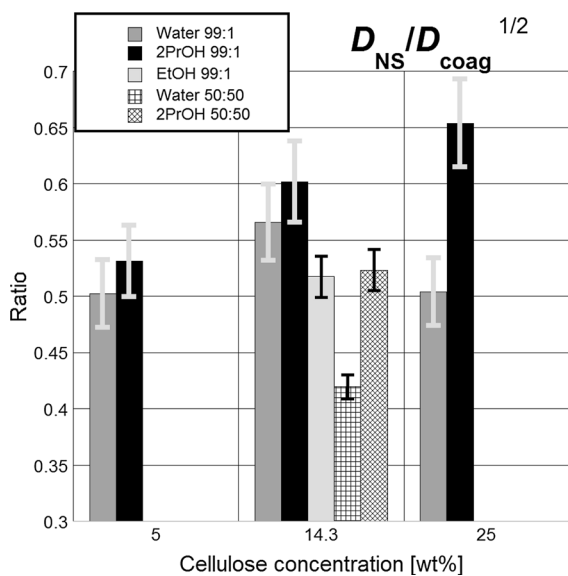 Water 99:1
2PrOH 99:1
EtOH 99:1
Water 50:50
2PrOH 50:50
D_NS/D_coag 1/2
0.7
0.65
0.6
0.55
0.5
0.45
0.4
0.35
0.3
Ratio
5 14.3 25
Cellulose concentration [wt%]